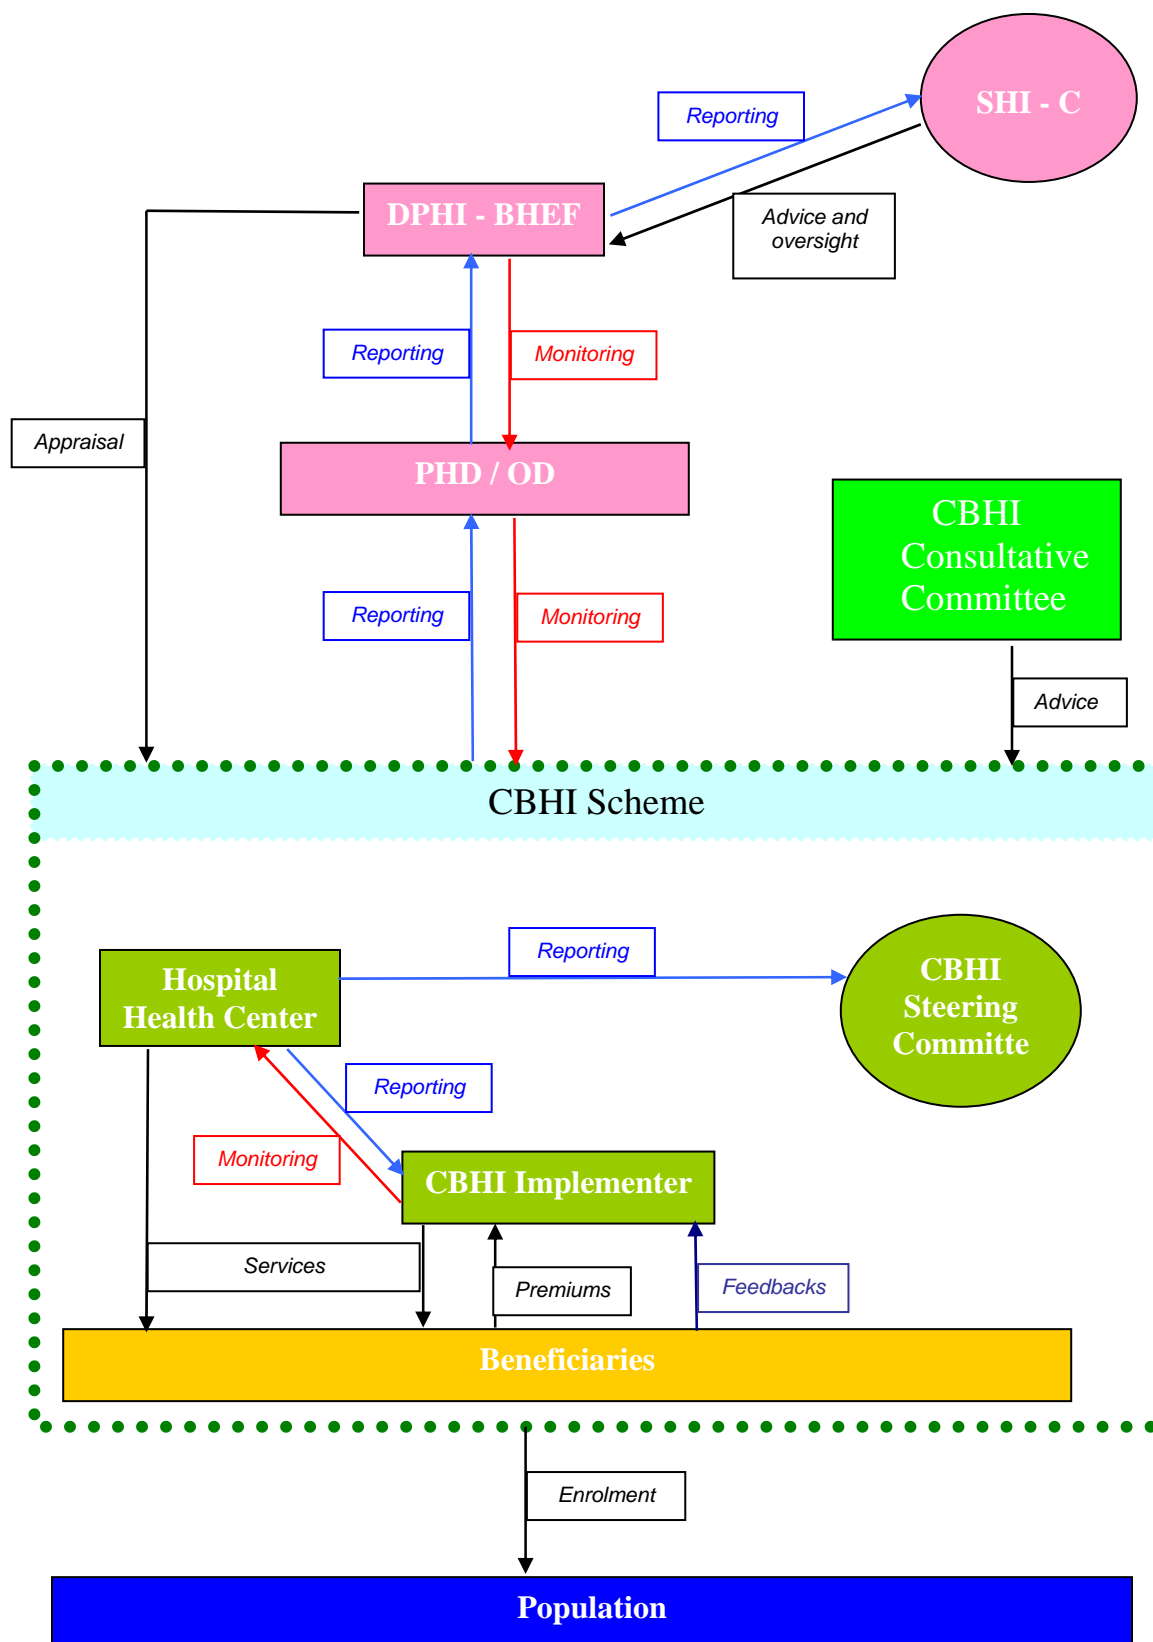 SHI - C
Reporting
DPHI - BHEF
Advice and
oversight
Reporting
Monitoring
Appraisal
PHD / OD
CBHI
Consultative
Committee
Reporting
Monitoring
Advice
CBHI Scheme
Hospital
Health Center
Reporting
CBHI
Steering
Committe
Reporting
Monitoring
CBHI Implementer
Services
Premiums
Feedbacks
Beneficiaries
Enrolment
Population